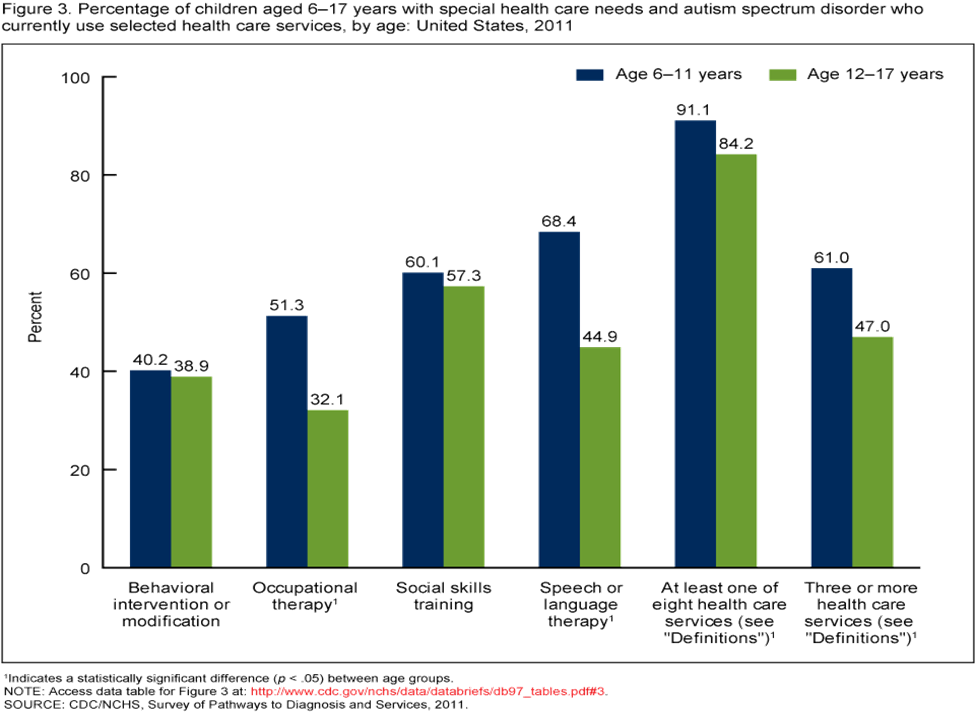 Figure 3. Percentage of children aged 6–17 years with special health care needs and autism spectrum disorder who
currently use selected health care services, by age: United States, 2011
Age 6–11 years
Age 12–17 years
Percent
100
80
60
40
20
0
40.2
38.9
51.3
32.1
60.1
57.3
68.4
44.9
91.1
84.2
61.0
47.0
Behavioral
intervention or
modification
Occupational
therapy¹
Social skills
training
Speech or
language
therapy¹
At least one of
eight health care
services (see
"Definitions")¹
Three or more
health care
services (see
"Definitions")¹
¹Indicates a statistically significant difference (p < .05) between age groups.
NOTE: Access data table for Figure 3 at: http://www.cdc.gov/nchs/data/databriefs/db97_tables.pdf#3.
SOURCE: CDC/NCHS, Survey of Pathways to Diagnosis and Services, 2011.